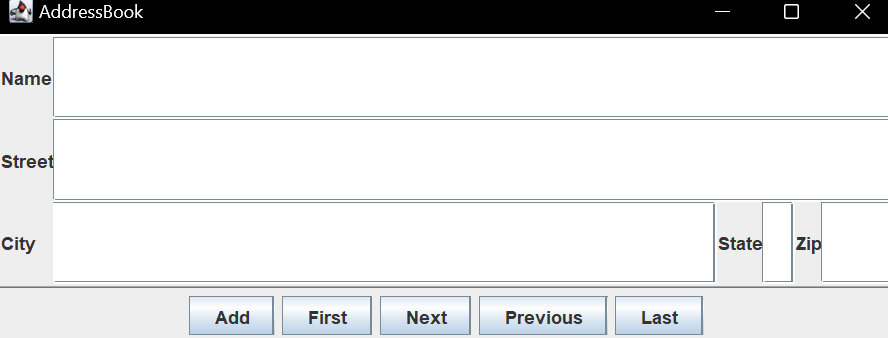 AddressBook
Name
Street
City State Zip
Add First Next Previous Last